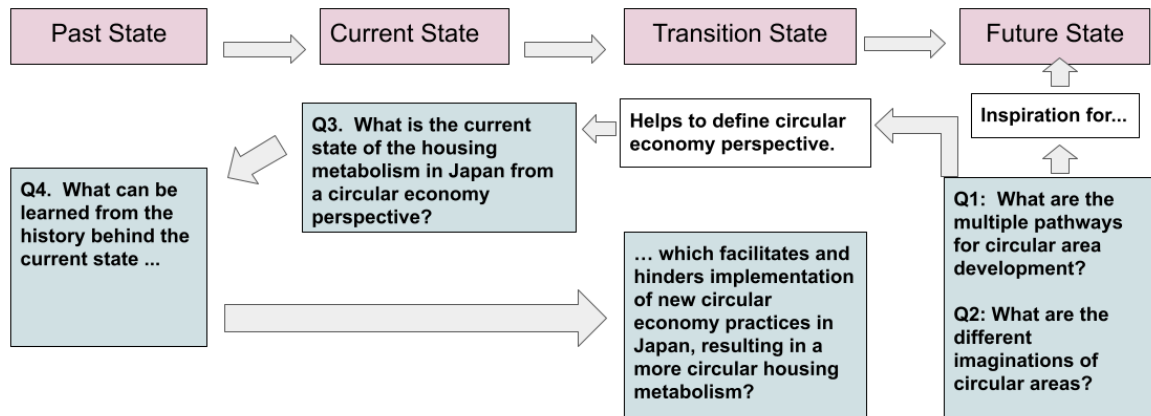 Past State
Current State
Transition State
Future State
Inspiration for...
Helps to define circular
economy perspective.
Q3.  What is the current
state of the housing
metabolism in Japan from
a circular economy
perspective?
Q4.  What can be
learned from the
history behind the
current state ...
… which facilitates and
hinders implementation
of new circular
economy practices in
Japan, resulting in a
more circular housing
metabolism?
Q1:  What are the
multiple pathways
for circular area
development?
Q2: What are the
different
imaginations of
circular areas?